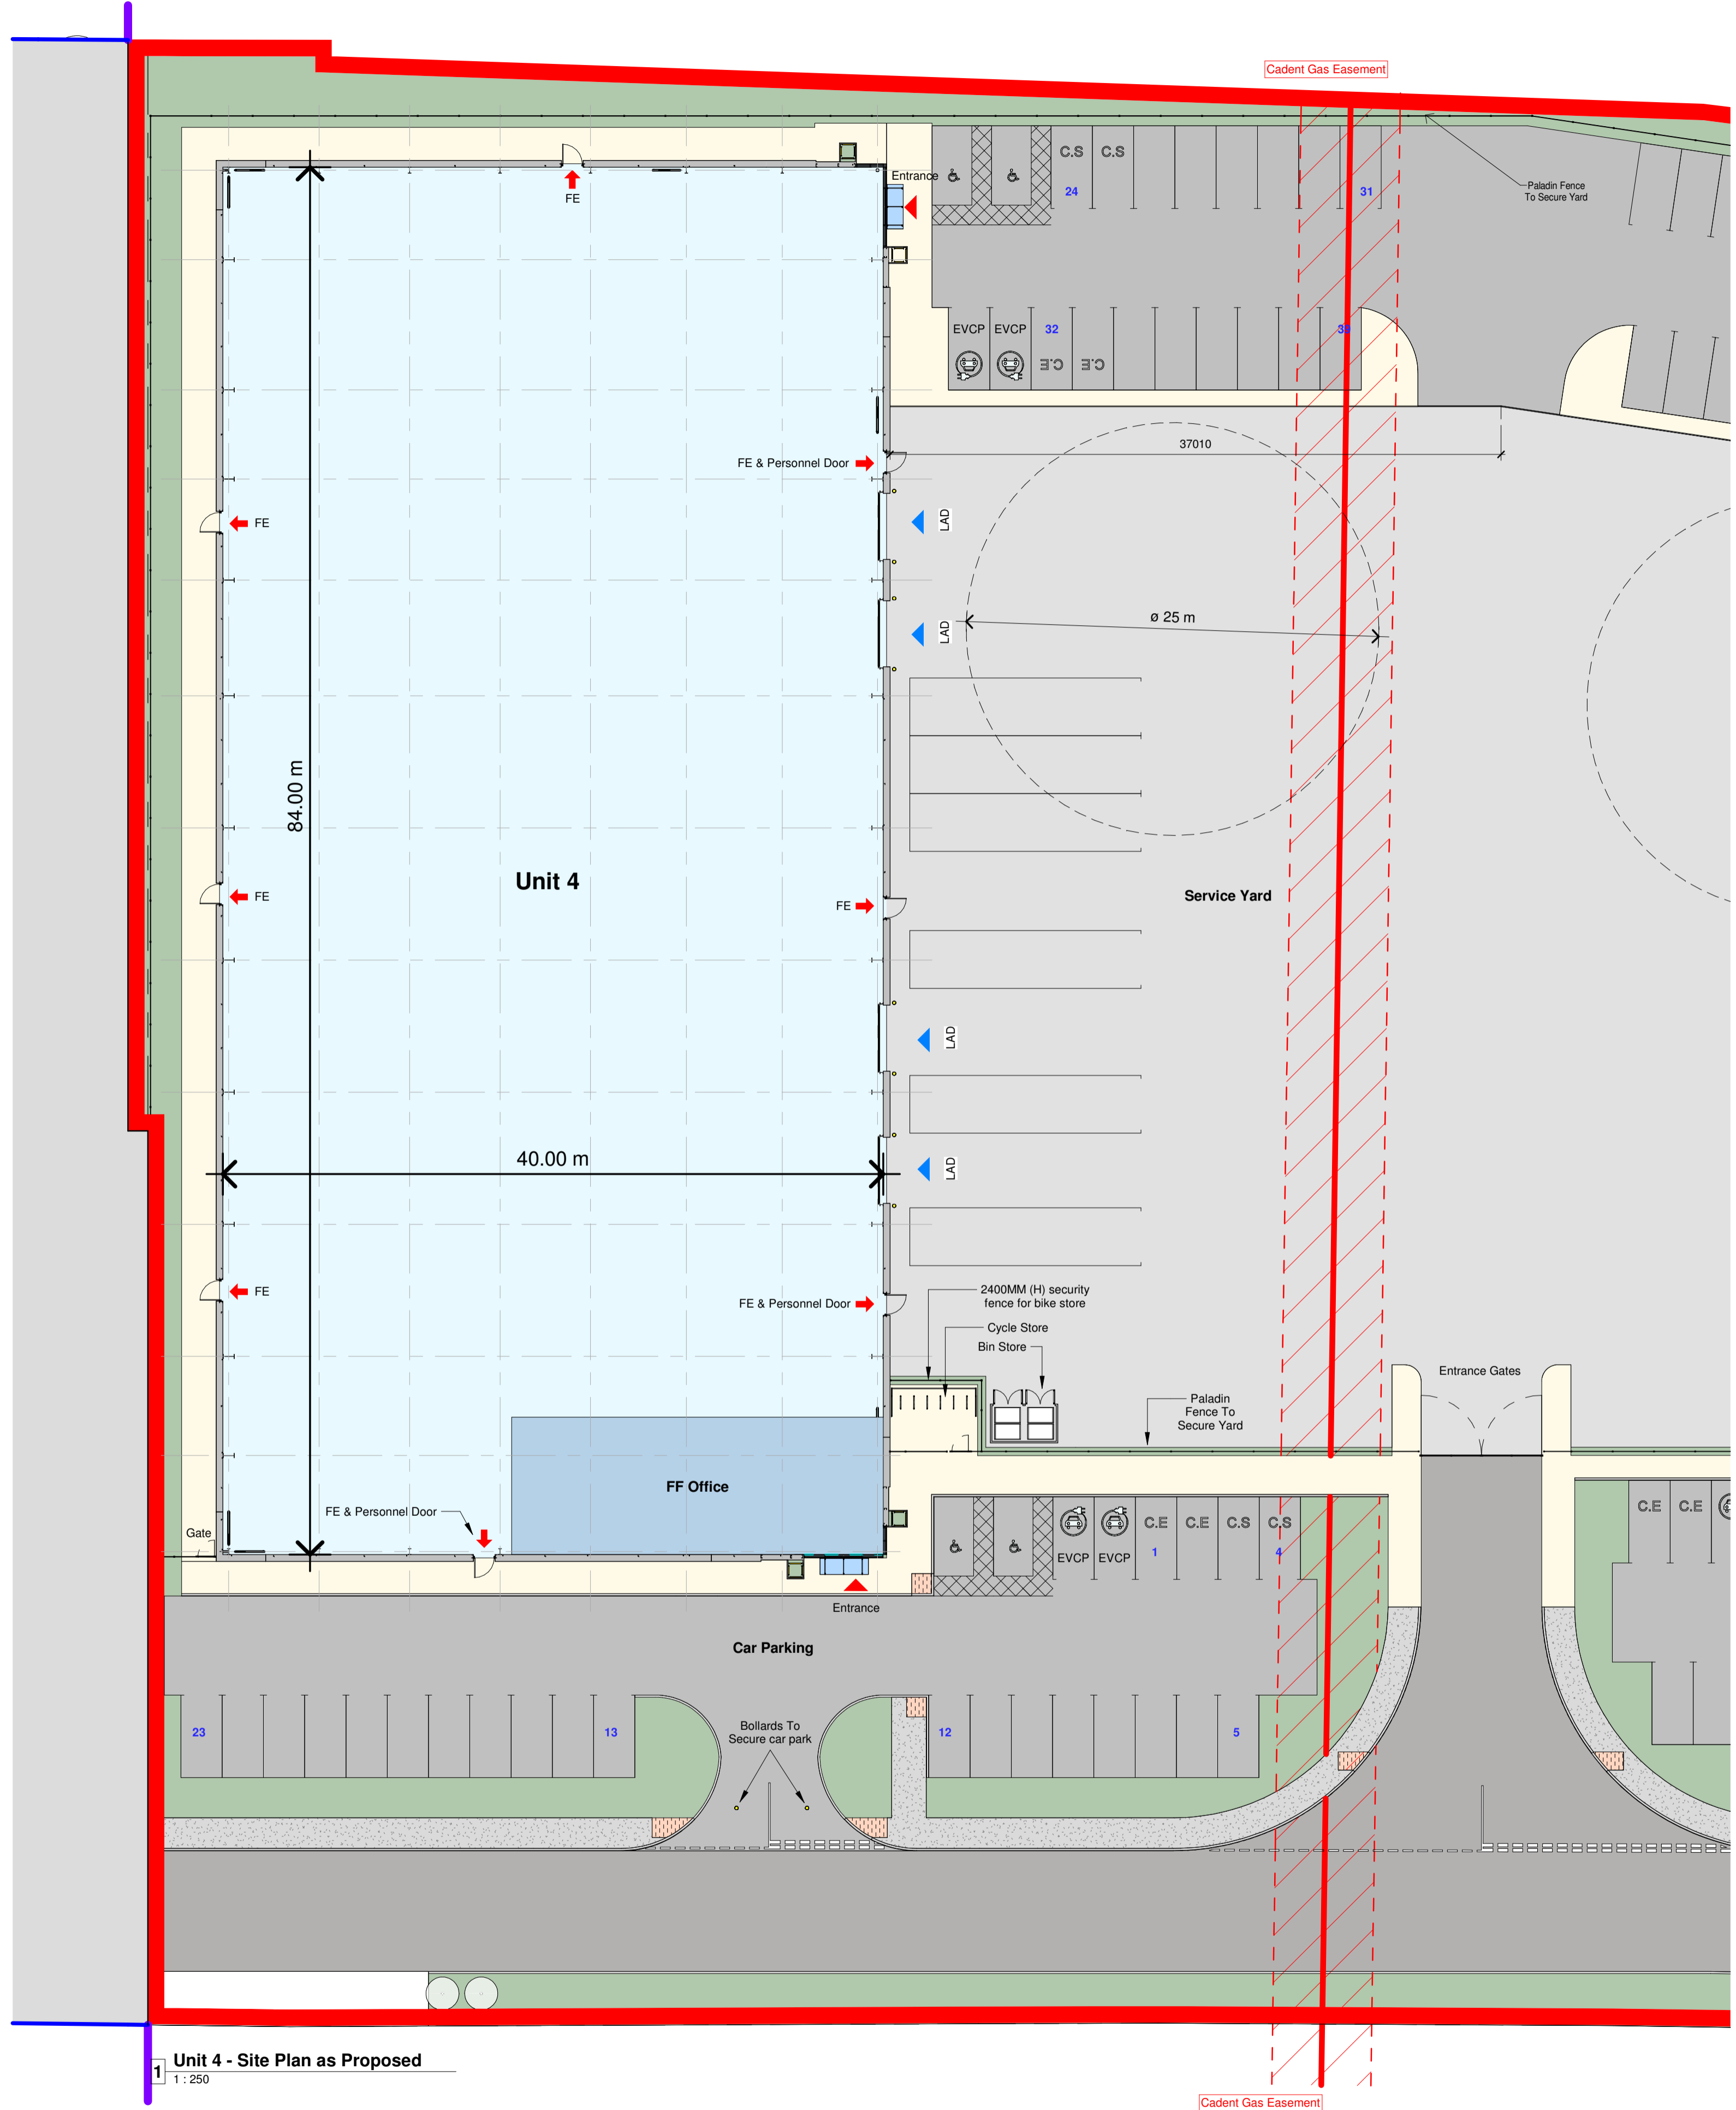 Cadent Gas Easement
C.S C.S
Entrance
24
31
Paladin Fence
To Secure Yard
FE
EVCP EVCP 32
39
C.E C.E
37010
FE & Personnel Door
LAD
FE
LAD
ø 25 m
84.00 m
Unit 4
Service Yard
FE
FE
LAD
40.00 m
LAD
FE
2400MM (H) security
fence for bike store
FE & Personnel Door
Cycle Store
Bin Store
Entrance Gates
Paladin
Fence To
Secure Yard
FF Office
FE & Personnel Door
Gate
C.E C.E C.S C.S
C.E C.E
EVCP EVCP 1 4
Entrance
Car Parking
23 13 12 5
Bollards To
Secure car park
1 Unit 4 - Site Plan as Proposed
1 : 250
Cadent Gas Easement